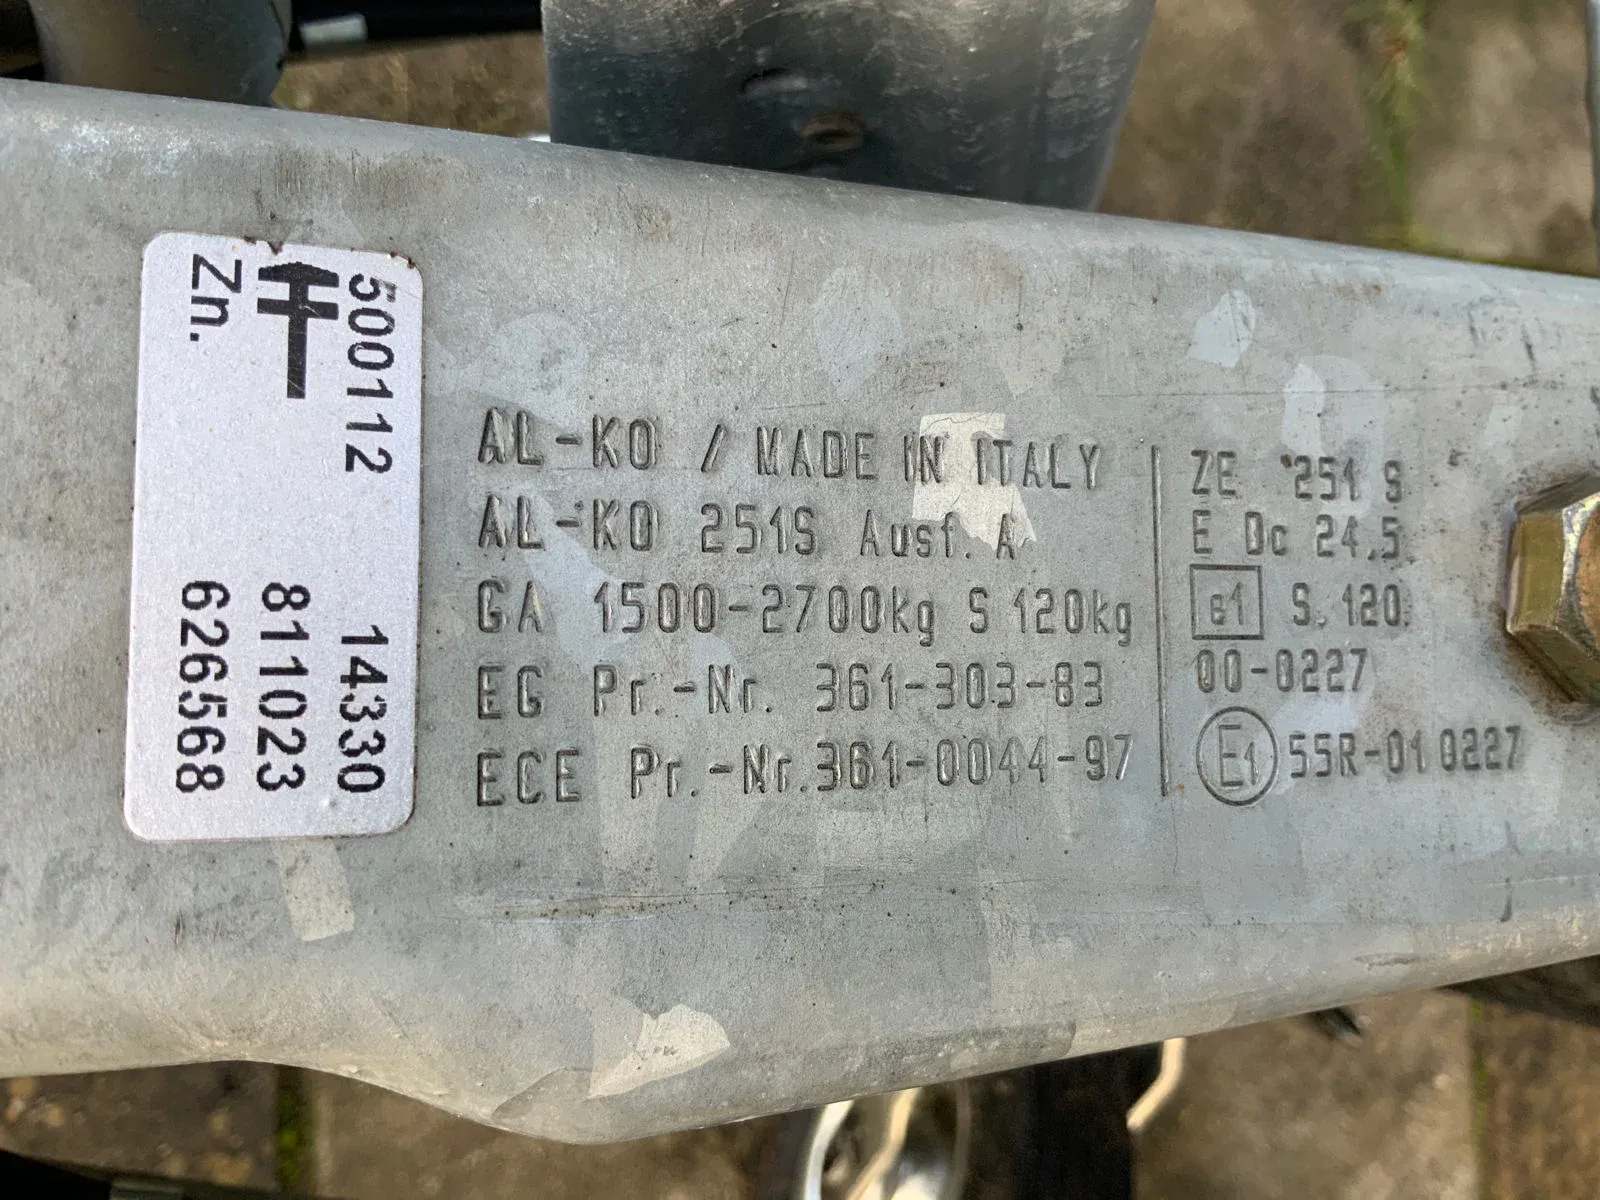 500112 14330
811023
Zn. 626568
AL-KO / MADE IN ITALY
AL-KO 251S Ausf. A
GA 1500-2700kg S 120kg
EG Pr.-Nr. 361-303-83
ECE Pr.-Nr. 361-0044-97
ZE 251 S
E Dc 24.5
e1 S. 120
00-0227
E1 55R-01 0227